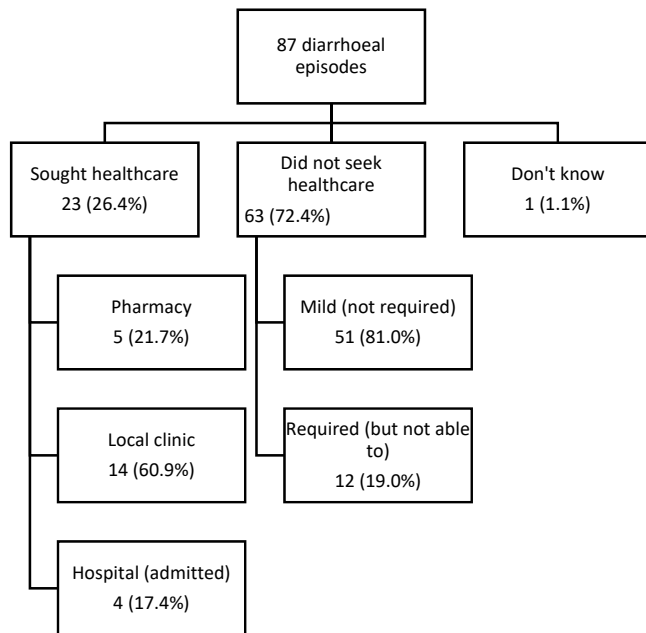 87 diarrhoeal
episodes
Sought healthcare
23 (26.4%)
Did not seek
healthcare
63 (72.4%)
Don't know
1 (1.1%)
Pharmacy
5 (21.7%)
Local clinic
14 (60.9%)
Hospital (admitted)
4 (17.4%)
Mild (not required)
51 (81.0%)
Required (but not able
to)
12 (19.0%)